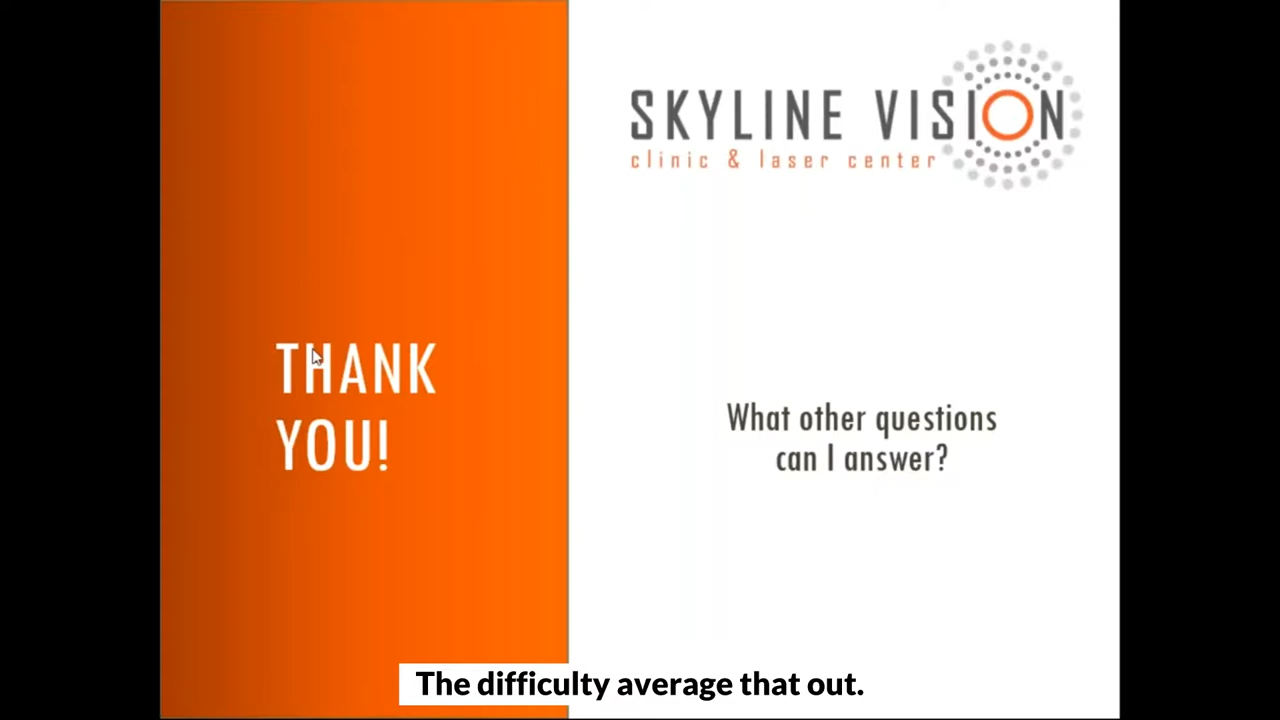 SKYLINE VISION
clinic & laser center
THANK
YOU!
What other questions
can I answer?
The difficulty average that out.